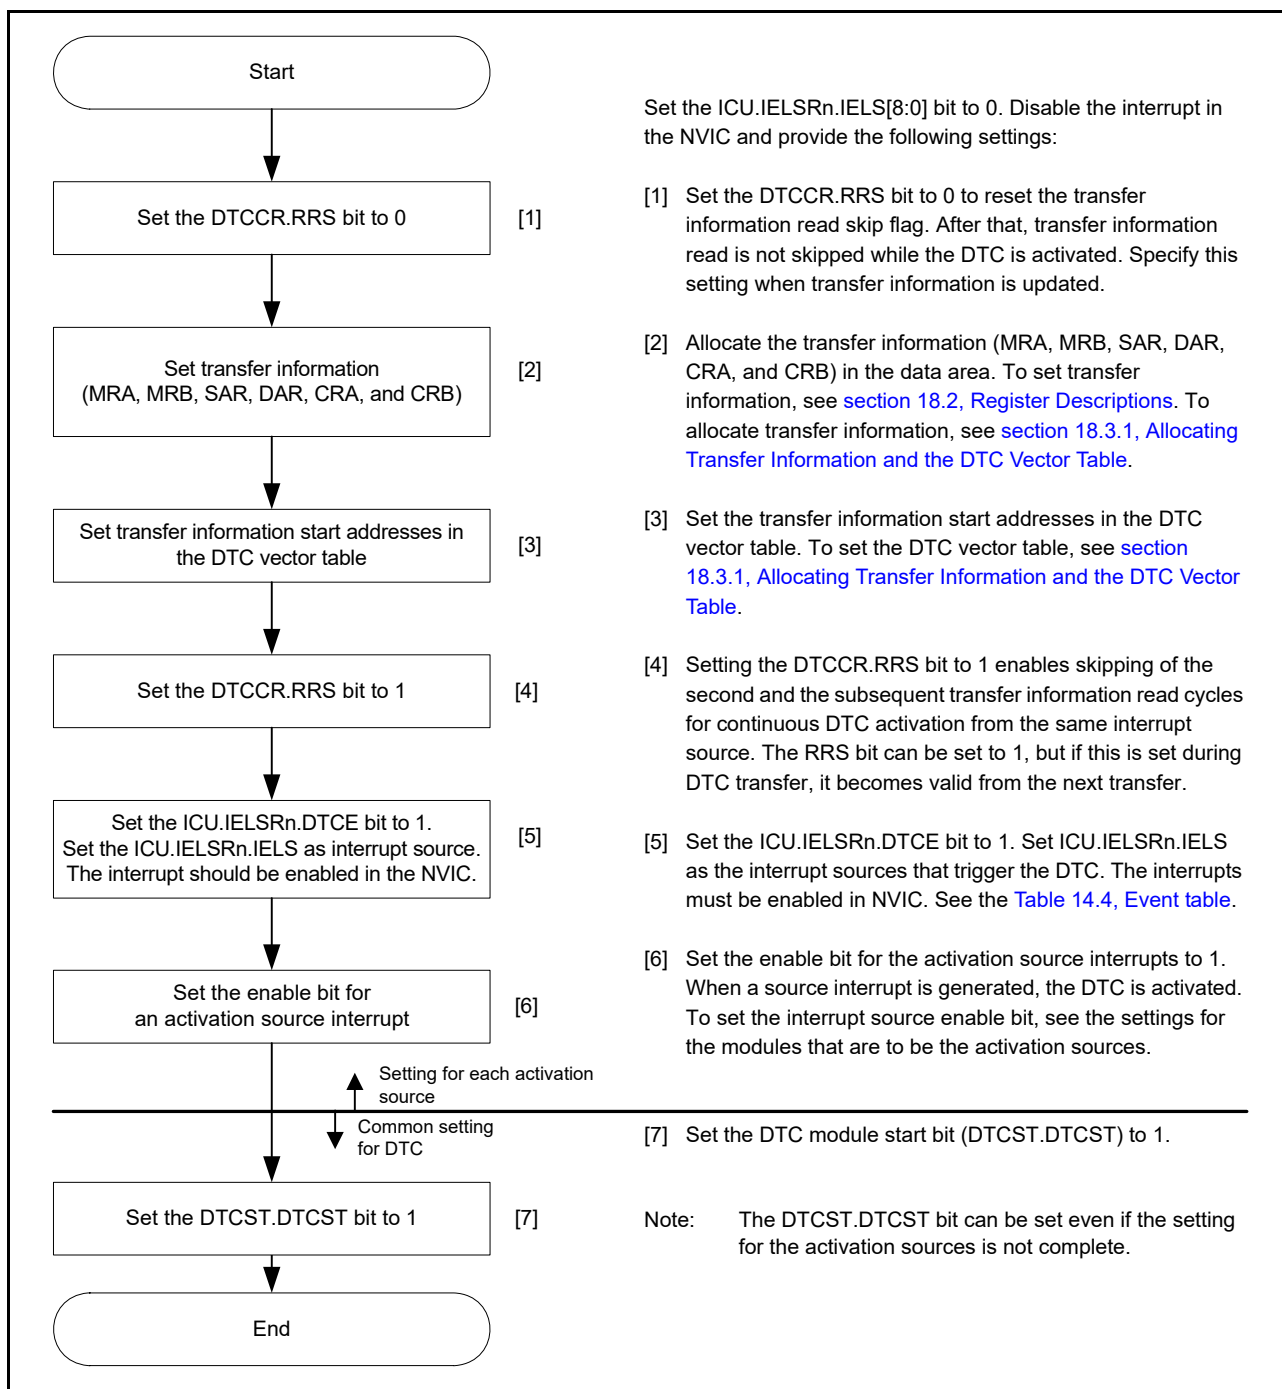 Start
Set the DTCCR.RRS bit to 0
[1]
Set transfer information
(MRA, MRB, SAR, DAR, CRA, and CRB)
[2]
Set transfer information start addresses in
the DTC vector table
[3]
Set the DTCCR.RRS bit to 1
[4]
Set the ICU.IELSRn.DTCE bit to 1.
Set the ICU.IELSRn.IELS as interrupt source.
The interrupt should be enabled in the NVIC.
[5]
Set the enable bit for
an activation source interrupt
[6]
Setting for each activation
source
Common setting
for DTC
Set the DTCST.DTCST bit to 1
[7]
End
Set the ICU.IELSRn.IELS[8:0] bit to 0. Disable the interrupt in
the NVIC and provide the following settings:
[1] Set the DTCCR.RRS bit to 0 to reset the transfer
information read skip flag. After that, transfer information
read is not skipped while the DTC is activated. Specify this
setting when transfer information is updated.
[2] Allocate the transfer information (MRA, MRB, SAR, DAR,
CRA, and CRB) in the data area. To set transfer
information, see section 18.2, Register Descriptions. To
allocate transfer information, see section 18.3.1, Allocating
Transfer Information and the DTC Vector Table.
[3] Set the transfer information start addresses in the DTC
vector table. To set the DTC vector table, see section
18.3.1, Allocating Transfer Information and the DTC Vector
Table.
[4] Setting the DTCCR.RRS bit to 1 enables skipping of the
second and the subsequent transfer information read cycles
for continuous DTC activation from the same interrupt
source. The RRS bit can be set to 1, but if this is set during
DTC transfer, it becomes valid from the next transfer.
[5] Set the ICU.IELSRn.DTCE bit to 1. Set ICU.IELSRn.IELS
as the interrupt sources that trigger the DTC. The interrupts
must be enabled in NVIC. See the Table 14.4, Event table.
[6] Set the enable bit for the activation source interrupts to 1.
When a source interrupt is generated, the DTC is activated.
To set the interrupt source enable bit, see the settings for
the modules that are to be the activation sources.
[7] Set the DTC module start bit (DTCST.DTCST) to 1.
Note: The DTCST.DTCST bit can be set even if the setting
for the activation sources is not complete.